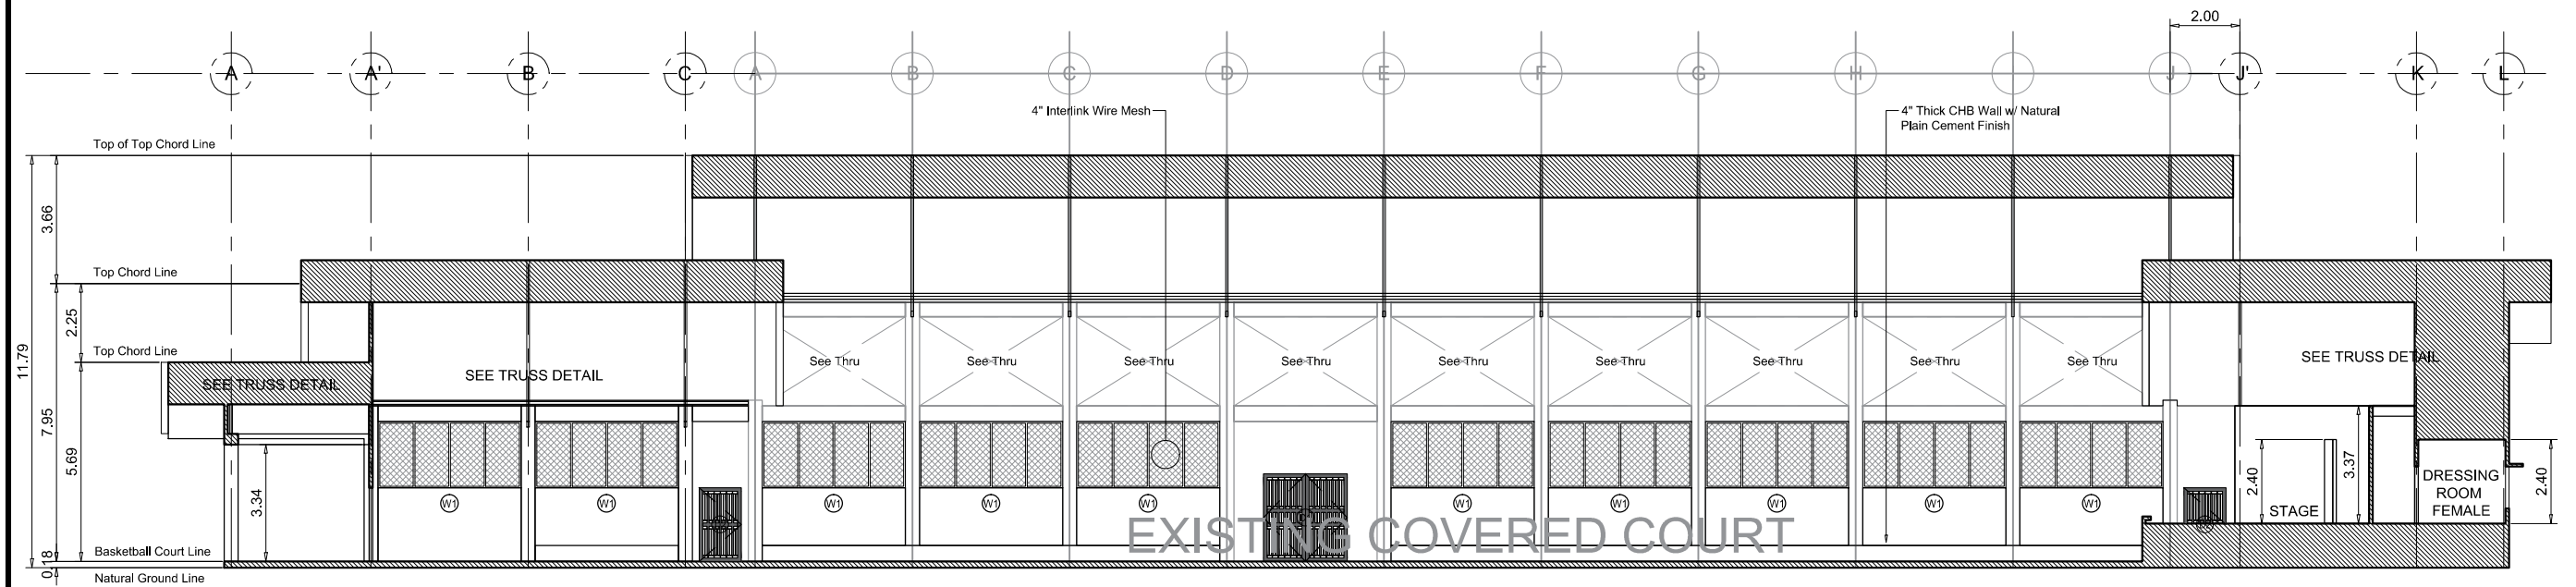 2.00
A A' B C A B C D E F G H J J' K L
4" Interlink Wire Mesh
4" Thick CHB Wall w/ Natural
Plain Cement Finish
Top of Top Chord Line
3.66
Top Chord Line
2.25
11.79
Top Chord Line
See Thru See Thru See Thru See Thru See Thru See Thru See Thru See Thru See Thru
SEE TRUSS DETAIL
SEE TRUSS DETAIL
SEE TRUSS DETAIL
7.95
5.69
3.34
2.40
3.37
2.40
DRESSING
ROOM
FEMALE
STAGE
W1 W1 W1 W1 W1 W1 W1 W1 W1 W1
EXISTING COVERED COURT
Basketball Court Line
0.18
Natural Ground Line